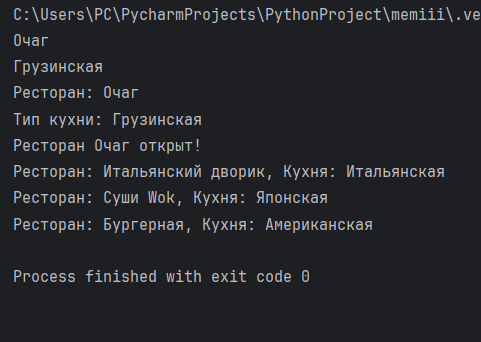 C:\Users\PC\PycharmProjects\PythonProject\memiii\.ve
Очаг
Грузинская
Ресторан: Очаг
Тип кухни: Грузинская
Ресторан Очаг открыт!
Ресторан: Итальянский дворик, Кухня: Итальянская
Ресторан: Суши Wok, Кухня: Японская
Ресторан: Бургерная, Кухня: Американская
Process finished with exit code 0